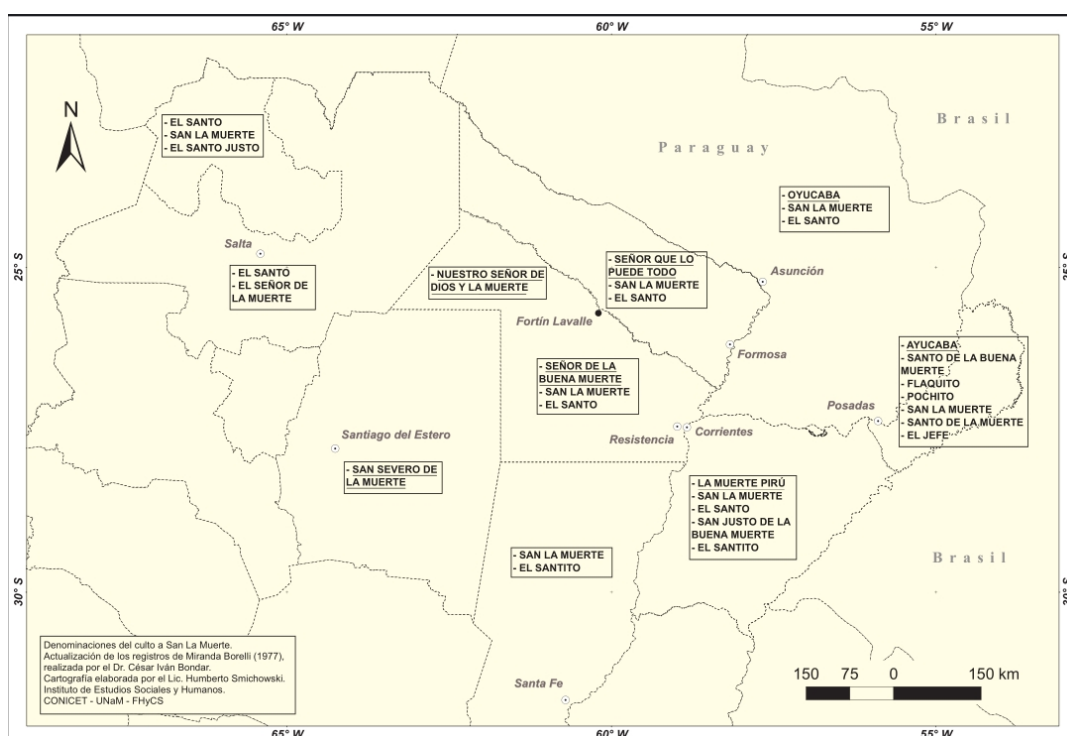 65° W
60° W
55° W
N
- EL SANTO
- SAN LA MUERTE
- EL SANTO JUSTO
Brasil
Paraguay
- OYUCABA
- SAN LA MUERTE
- EL SANTO
Salta
25° S
- EL SANTO
- EL SEÑOR DE
LA MUERTE
- NUESTRO SEÑOR DE
DIOS Y LA MUERTE
- SEÑOR QUE LO
PUEDE TODO
- SAN LA MUERTE
- EL SANTO
Asunción
25° S
Fortín Lavalle
Formosa
- SEÑOR DE LA
BUENA MUERTE
- SAN LA MUERTE
- EL SANTO
- AYUCABA
- SANTO DE LA BUENA
MUERTE
- FLAQUITO
- POCHITO
- SAN LA MUERTE
- SANTO DE LA MUERTE
- EL JEFE
Posadas
Santiago del Estero
Resistencia
Corrientes
- SAN SEVERO DE
LA MUERTE
- LA MUERTE PIRÚ
- SAN LA MUERTE
- EL SANTO
- SAN JUSTO DE LA
BUENA MUERTE
- EL SANTITO
- SAN LA MUERTE
- EL SANTITO
Brasil
30° S
30° S
Denominaciones del culto a San La Muerte.
Actualización de los registros de Miranda Borelli (1977),
realizada por el Dr. César Iván Bondar.
Cartografía elaborada por el Lic. Humberto Smichowski.
Instituto de Estudios Sociales y Humanos.
CONICET - UNaM - FHyCS
Santa Fe
150 75 0 150 km
65° W
60° W
55° W